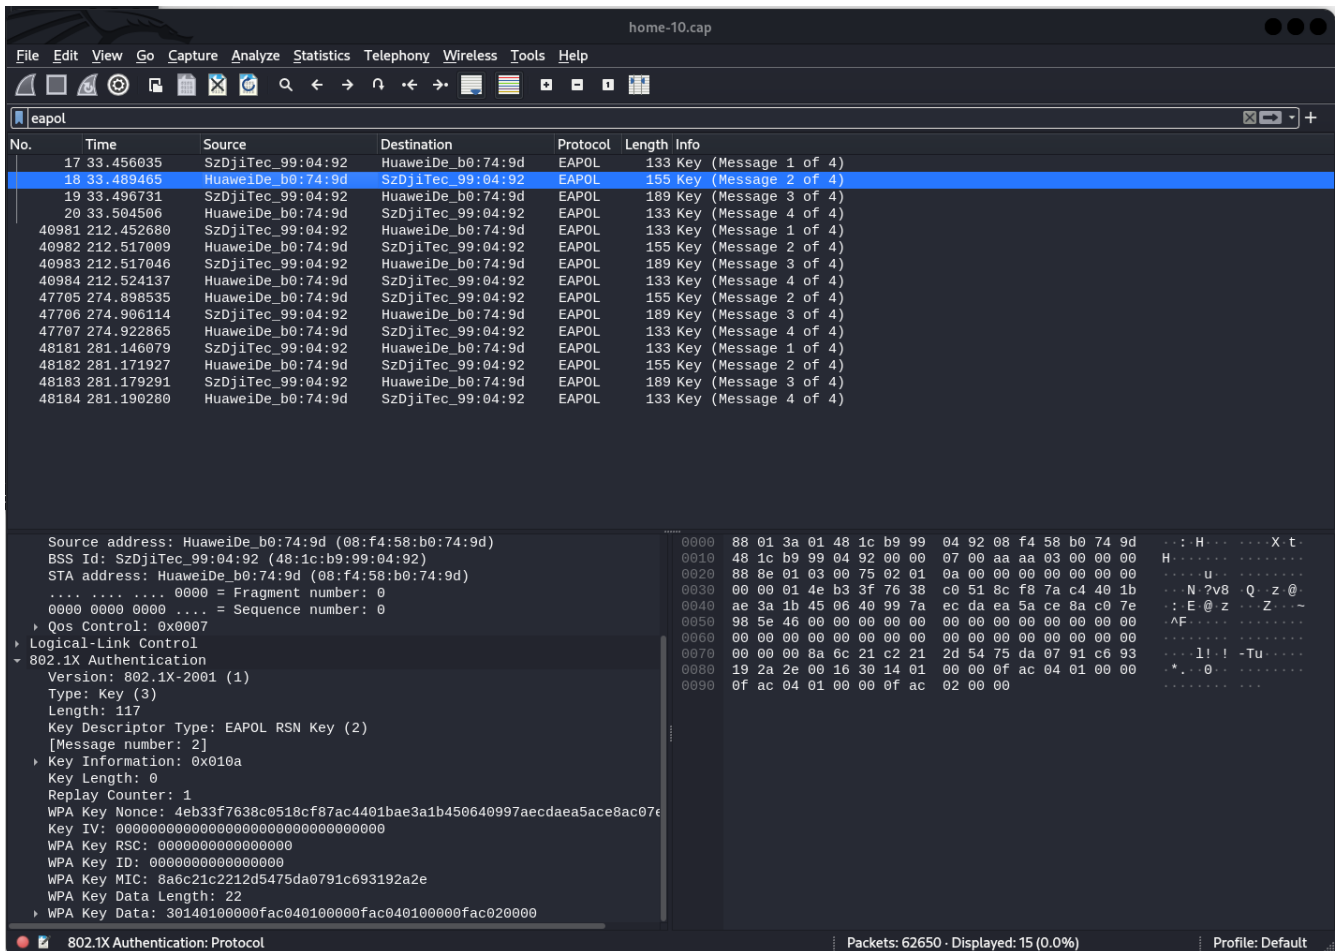 home-10.cap
File Edit View Go Capture Analyze Statistics Telephony Wireless Tools Help
eapol
No. Time Source Destination Protocol Length Info
17 33.456035 SzDjiTec_99:04:92 HuaweiDe_b0:74:9d EAPOL 133 Key (Message 1 of 4)
18 33.489465 HuaweiDe_b0:74:9d SzDjiTec_99:04:92 EAPOL 155 Key (Message 2 of 4)
19 33.496731 SzDjiTec_99:04:92 HuaweiDe_b0:74:9d EAPOL 189 Key (Message 3 of 4)
20 33.504506 HuaweiDe_b0:74:9d SzDjiTec_99:04:92 EAPOL 133 Key (Message 4 of 4)
40981 212.452680 SzDjiTec_99:04:92 HuaweiDe_b0:74:9d EAPOL 133 Key (Message 1 of 4)
40982 212.517009 HuaweiDe_b0:74:9d SzDjiTec_99:04:92 EAPOL 155 Key (Message 2 of 4)
40983 212.517046 SzDjiTec_99:04:92 HuaweiDe_b0:74:9d EAPOL 189 Key (Message 3 of 4)
40984 212.524137 HuaweiDe_b0:74:9d SzDjiTec_99:04:92 EAPOL 133 Key (Message 4 of 4)
47705 274.898535 HuaweiDe_b0:74:9d SzDjiTec_99:04:92 EAPOL 155 Key (Message 2 of 4)
47706 274.906114 SzDjiTec_99:04:92 HuaweiDe_b0:74:9d EAPOL 189 Key (Message 3 of 4)
47707 274.922865 HuaweiDe_b0:74:9d SzDjiTec_99:04:92 EAPOL 133 Key (Message 4 of 4)
48181 281.146079 SzDjiTec_99:04:92 HuaweiDe_b0:74:9d EAPOL 133 Key (Message 1 of 4)
48182 281.171927 HuaweiDe_b0:74:9d SzDjiTec_99:04:92 EAPOL 155 Key (Message 2 of 4)
48183 281.179291 SzDjiTec_99:04:92 HuaweiDe_b0:74:9d EAPOL 189 Key (Message 3 of 4)
48184 281.190280 HuaweiDe_b0:74:9d SzDjiTec_99:04:92 EAPOL 133 Key (Message 4 of 4)
Source address: HuaweiDe_b0:74:9d (08:f4:58:b0:74:9d)
BSS Id: SzDjiTec_99:04:92 (48:1c:b9:99:04:92)
STA address: HuaweiDe_b0:74:9d (08:f4:58:b0:74:9d)
.... .... .... 0000 = Fragment number: 0
0000 0000 0000 .... = Sequence number: 0
Qos Control: 0x0007
Logical-Link Control
802.1X Authentication
Version: 802.1X-2001 (1)
Type: Key (3)
Length: 117
Key Descriptor Type: EAPOL RSN Key (2)
[Message number: 2]
Key Information: 0x010a
Key Length: 0
Replay Counter: 1
WPA Key Nonce: 4eb33f7638c0518cf87ac4401bae3a1b450640997aecdaea5ace8ac07e
Key IV: 00000000000000000000000000000000
WPA Key RSC: 0000000000000000
WPA Key ID: 0000000000000000
WPA Key MIC: 8a6c21c2212d5475da0791c693192a2e
WPA Key Data Length: 22
WPA Key Data: 30140100000fac040100000fac040100000fac020000
0000 88 01 3a 01 48 1c b9 99 04 92 08 f4 58 b0 74 9d ··:·H··· ····X·t·
0010 48 1c b9 99 04 92 00 00 07 00 aa aa 03 00 00 00 H······· ········
0020 88 8e 01 03 00 75 02 01 0a 00 00 00 00 00 00 00 ·····u·· ········
0030 00 00 01 4e b3 3f 76 38 c0 51 8c f8 7a c4 40 1b ···N·?v8 ·Q··z·@·
0040 ae 3a 1b 45 06 40 99 7a ec da ea 5a ce 8a c0 7e ·:·E·@·z ···Z···~
0050 98 5e 46 00 00 00 00 00 00 00 00 00 00 00 00 00 ·^F····· ········
0060 00 00 00 00 00 00 00 00 00 00 00 00 00 00 00 00 ········ ········
0070 00 00 00 8a 6c 21 c2 21 2d 54 75 da 07 91 c6 93 ····l!·! -Tu·····
0080 19 2a 2e 00 16 30 14 01 00 00 0f ac 04 01 00 00 ·*.··0·· ········
0090 0f ac 04 01 00 00 0f ac 02 00 00 ········ ···
802.1X Authentication: Protocol
Packets: 62650 · Displayed: 15 (0.0%)
Profile: Default